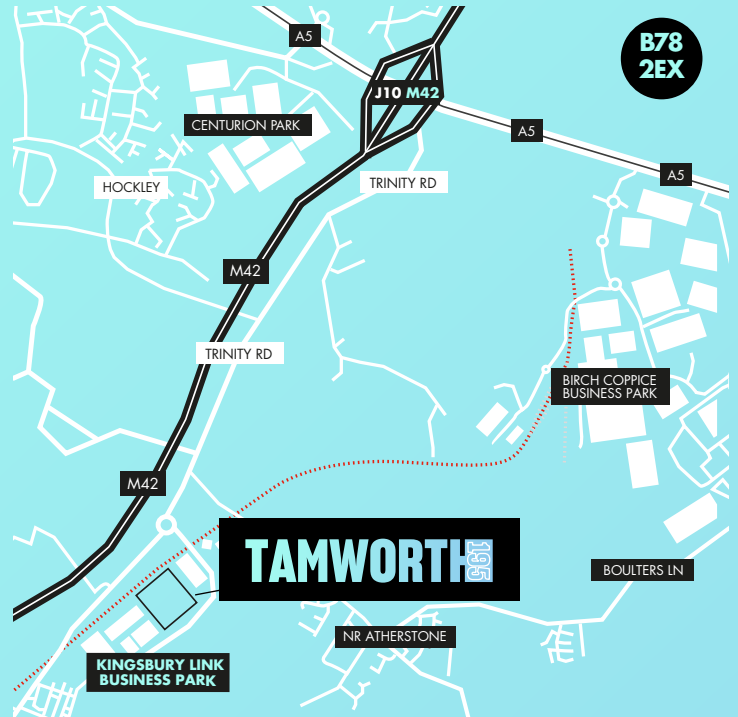 A5
B78
2EX
J10 M42
CENTURION PARK
A5
A5
HOCKLEY
TRINITY RD
M42
TRINITY RD
BIRCH COPPICE
BUSINESS PARK
M42
TAMWORTH 195
BOULTERS LN
NR ATHERSTONE
KINGSBURY LINK
BUSINESS PARK